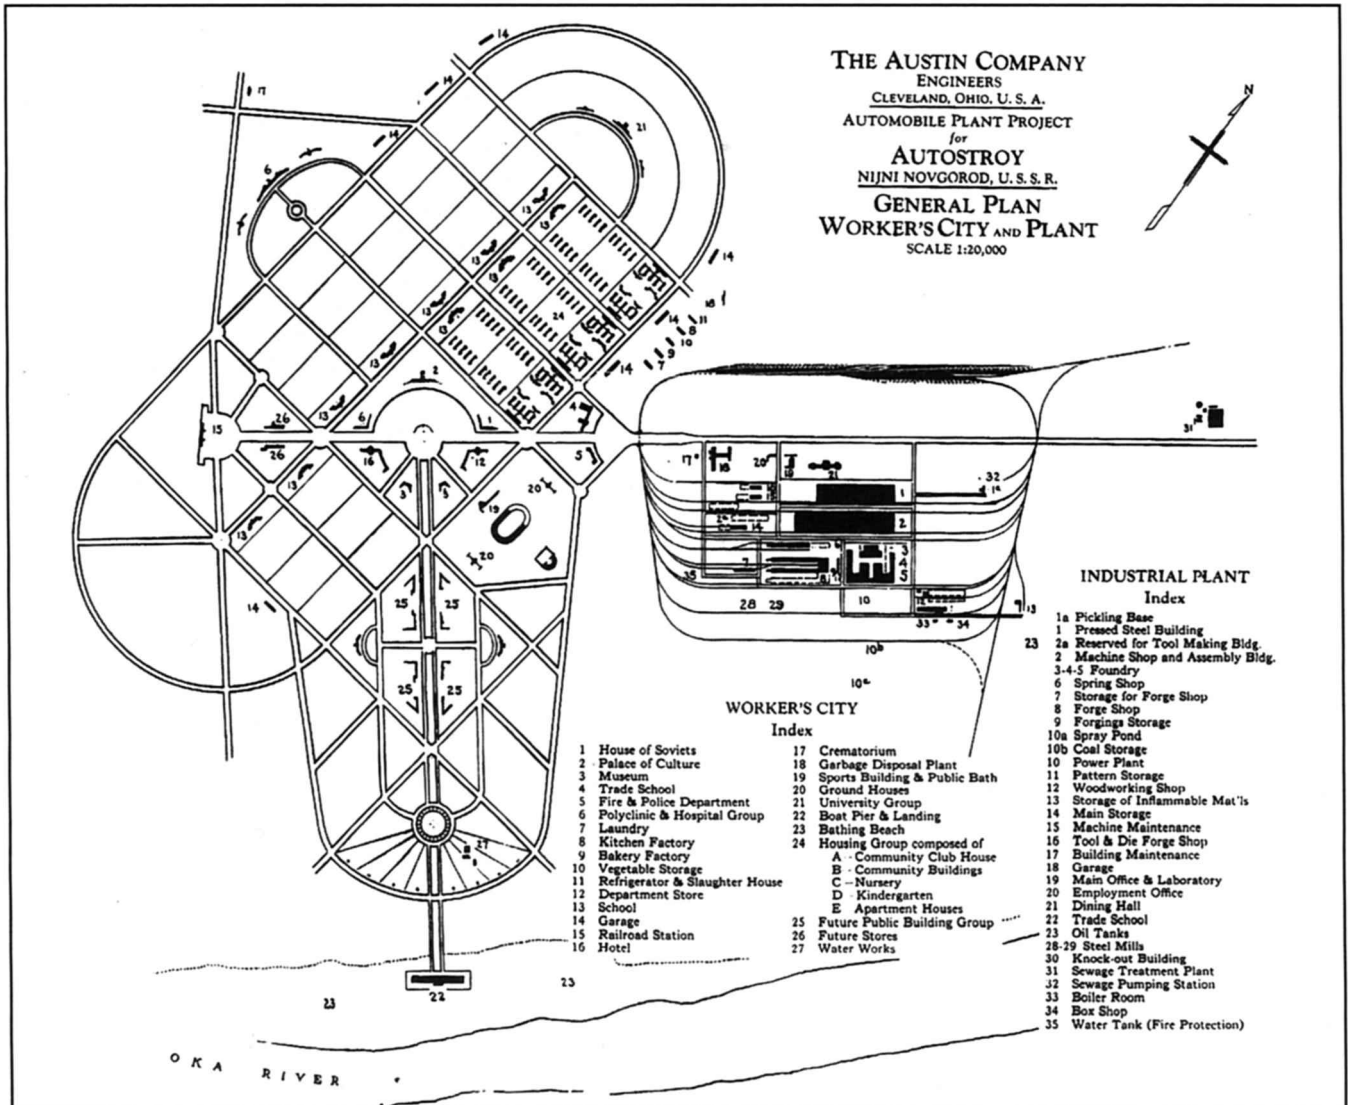 THE AUSTIN COMPANY
ENGINEERS
CLEVELAND, OHIO. U. S. A.
AUTOMOBILE PLANT PROJECT
for
AUTOSTROY
NIJNI NOVGOROD, U. S. S. R.
GENERAL PLAN
WORKER'S CITY AND PLANT
SCALE 1:20,000
N
WORKER'S CITY
Index
1 House of Soviets
2 Palace of Culture
3 Museum
4 Trade School
5 Fire & Police Department
6 Polyclinic & Hospital Group
7 Laundry
8 Kitchen Factory
9 Bakery Factory
10 Vegetable Storage
11 Refrigerator & Slaughter House
12 Department Store
13 School
14 Garage
15 Railroad Station
16 Hotel
17 Crematorium
18 Garbage Disposal Plant
19 Sports Building & Public Bath
20 Ground Houses
21 University Group
22 Boat Pier & Landing
23 Bathing Beach
24 Housing Group composed of
A - Community Club House
B - Community Buildings
C - Nursery
D Kindergarten
E Apartment Houses
25 Future Public Building Group
26 Future Stores
27 Water Works
INDUSTRIAL PLANT
Index
1a Pickling Base
1 Pressed Steel Building
2a Reserved for Tool Making Bldg.
2 Machine Shop and Assembly Bldg.
3-4-5 Foundry
6 Spring Shop
7 Storage for Forge Shop
8 Forge Shop
9 Forgings Storage
10a Spray Pond
10b Coal Storage
10 Power Plant
11 Pattern Storage
12 Woodworking Shop
13 Storage of Inflammable Mat'ls
14 Main Storage
15 Machine Maintenance
16 Tool & Die Forge Shop
17 Building Maintenance
18 Garage
19 Main Office & Laboratory
20 Employment Office
21 Dining Hall
22 Trade School
23 Oil Tanks
28-29 Steel Mills
30 Knock-out Building
31 Sewage Treatment Plant
32 Sewage Pumping Station
33 Boiler Room
34 Box Shop
35 Water Tank (Fire Protection)
OKA RIVER